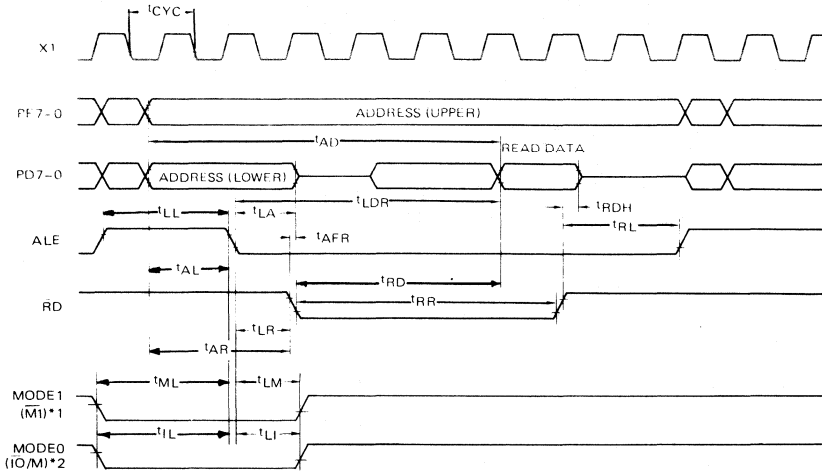 tCYC
X1
PF7-0
ADDRESS (UPPER)
tAD
READ DATA
PD7-0
ADDRESS (LOWER)
tLDR
tLL
tLA
tRDH
tRL
ALE
tAFR
tAL
tRD
tRR
RD
tLR
tAR
tML
tLM
MODE1
(M1)*1
tIL
tLI
MODE0
(IO/M)*2